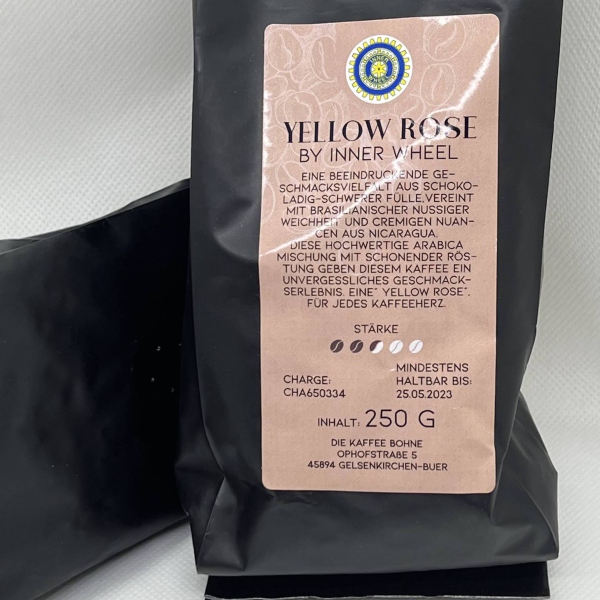 INNER
WHEEL
YELLOW ROSE
BY INNER WHEEL
EINE BEEINDRUCKENDE GE-
SCHMACKSVIELFALT AUS SCHOKO-
LADIG-SCHWERER FÜLLE,VEREINT
MIT BRASILIANISCHER NUSSIGER
WEICHHEIT UND CREMIGEN NUAN-
CEN AUS NICARAGUA.
DIESE HOCHWERTIGE ARABICA
MISCHUNG MIT SCHONENDER RÖS-
TUNG GEBEN DIESEM KAFFEE EIN
UNVERGESSLICHES GESCHMACK-
SERLEBNIS. EINE" YELLOW ROSE".
FÜR JEDES KAFFEEHERZ.
STÄRKE
CHARGE:
CHA650334
MINDESTENS
HALTBAR BIS:
25.05.2023
INHALT: 250 G
DIE KAFFEE BOHNE
OPHOFSTRABE 5
45894 GELSENKIRCHEN-BUER